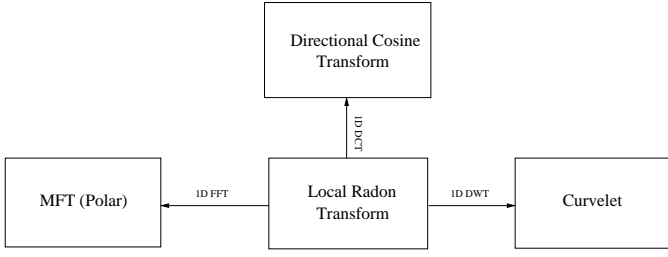 Directional Cosine
Transform
1D DCT
MFT (Polar)
1D FFT
Local Radon
Transform
1D DWT
Curvelet